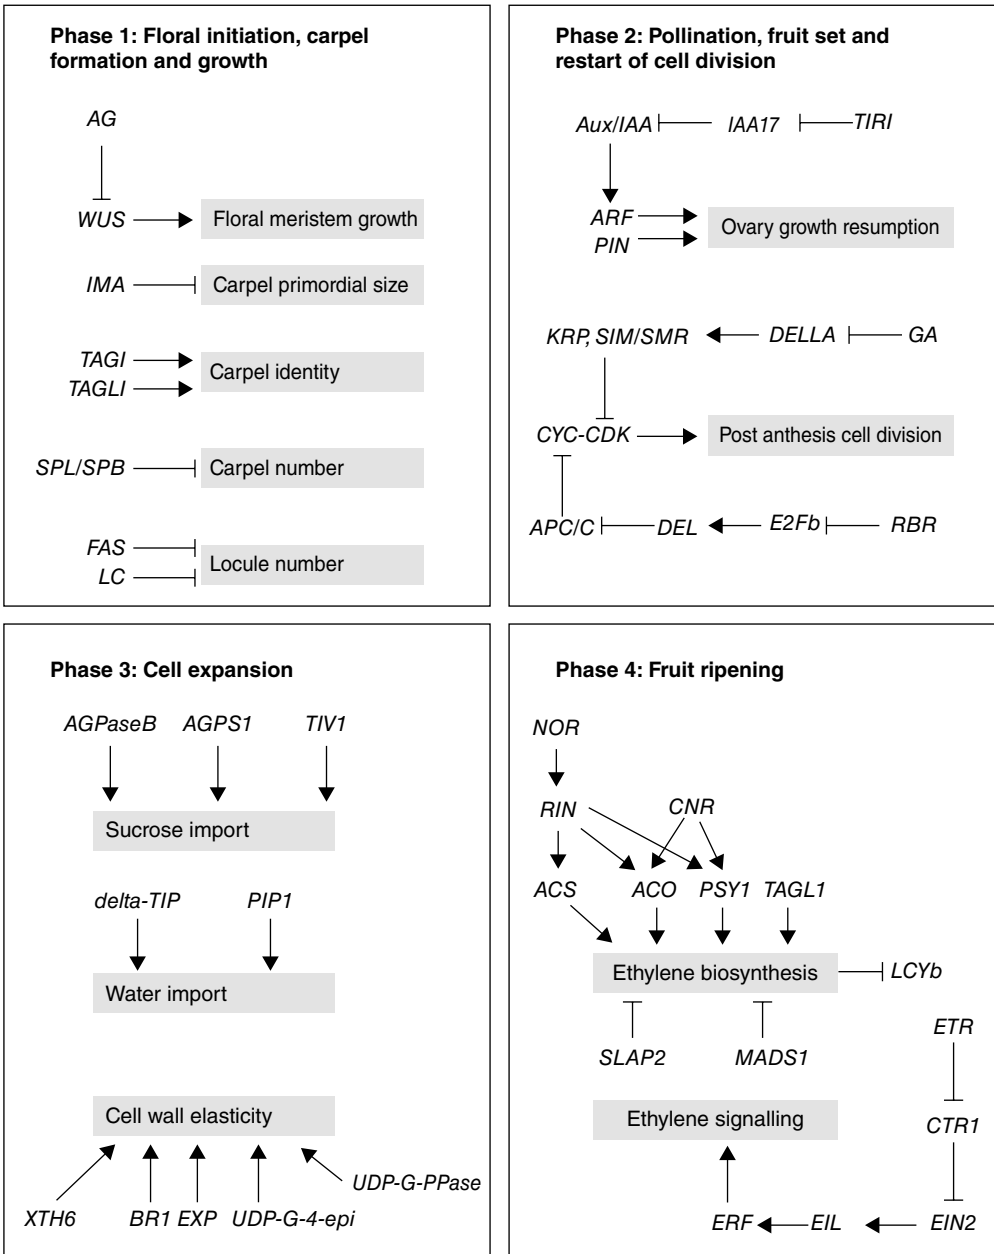 Phase 1: Floral initiation, carpel
formation and growth
AG
WUS
Floral meristem growth
IMA
Carpel primordial size
TAGI
TAGLI
Carpel identity
SPL/SPB
Carpel number
FAS
LC
Locule number
Phase 2: Pollination, fruit set and
restart of cell division
Aux/IAA IAA17 TIRI
ARF
PIN
Ovary growth resumption
KRP, SIM/SMR DELLA GA
CYC-CDK
Post anthesis cell division
APC/C DEL E2Fb RBR
Phase 3: Cell expansion
AGPaseB AGPS1 TIV1
Sucrose import
delta-TIP PIP1
Water import
Cell wall elasticity
UDP-G-PPase
XTH6 BR1 EXP UDP-G-4-epi
Phase 4: Fruit ripening
NOR
RIN CNR
ACS ACO PSY1 TAGL1
Ethylene biosynthesis LCYb
SLAP2 MADS1
ETR
Ethylene signalling
CTR1
ERF EIL EIN2